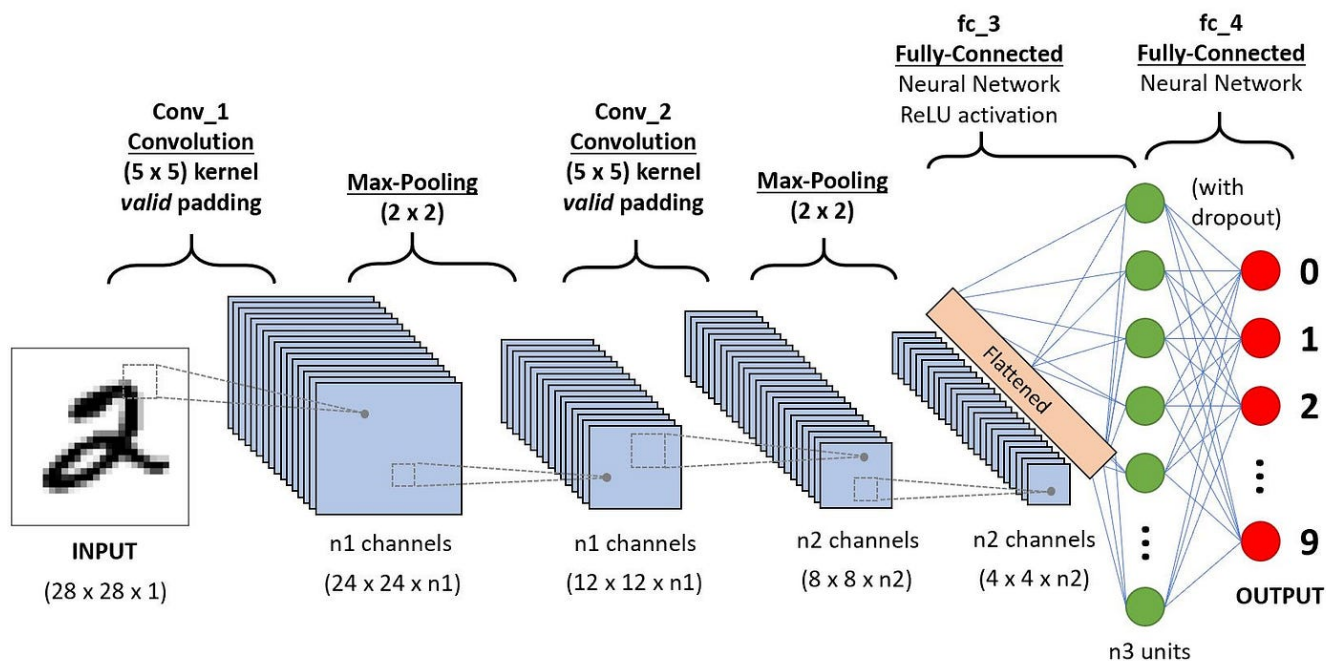 Conv_1
Convolution
(5 x 5) kernel
valid padding
Max-Pooling
(2 x 2)
Conv_2
Convolution
(5 x 5) kernel
valid padding
Max-Pooling
(2 x 2)
fc_3
Fully-Connected
Neural Network
ReLU activation
fc_4
Fully-Connected
Neural Network
(with
dropout)
Flattened
0
1
2
9
OUTPUT
2
INPUT
(28 x 28 x 1)
n1 channels
(24 x 24 x n1)
n1 channels
(12 x 12 x n1)
n2 channels
(8 x 8 x n2)
n2 channels
(4 x 4 x n2)
n3 units